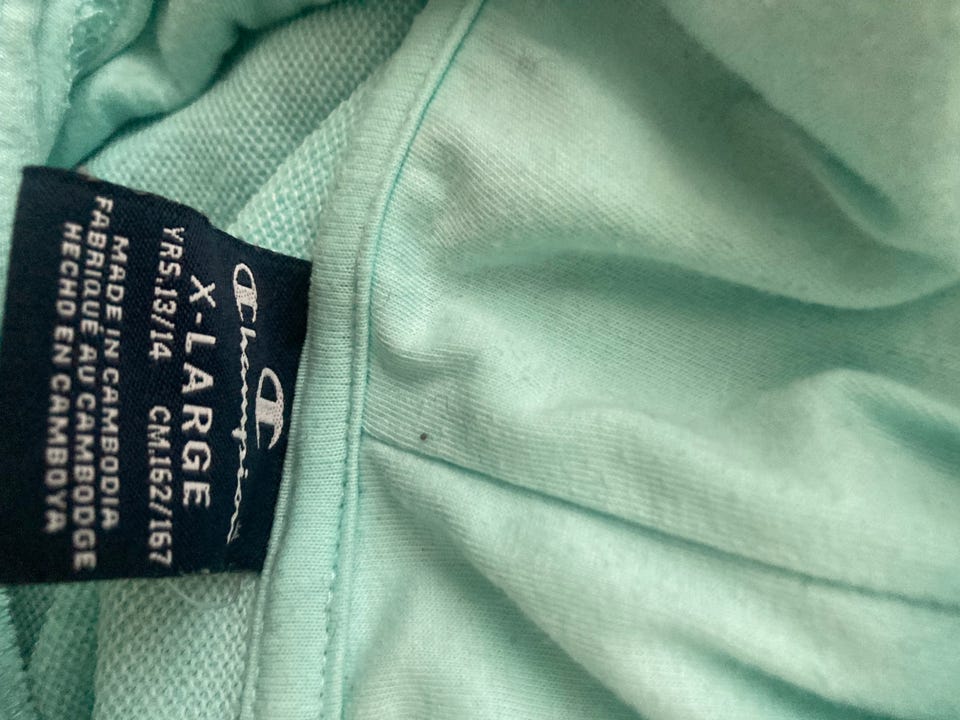 Champion
X-LARGE
YRS.13/14 CM.162/167
MADE IN CAMBODIA
FABRIQUÉ AU CAMBODGE
HECHO EN CAMBOYA